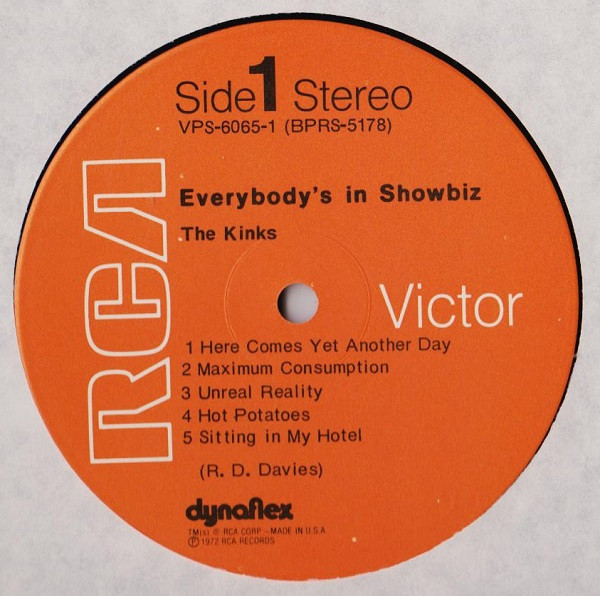 Side 1 Stereo
VPS-6065-1 (BPRS-5178)
RCA
Everybody's in Showbiz
The Kinks
Victor
1 Here Comes Yet Another Day
2 Maximum Consumption
3 Unreal Reality
4 Hot Potatoes
5 Sitting in My Hotel
(R. D. Davies)
dynaflex
TM(s) ® RCA CORP.–MADE IN U.S.A
Ⓟ 1972 RCA RECORDS